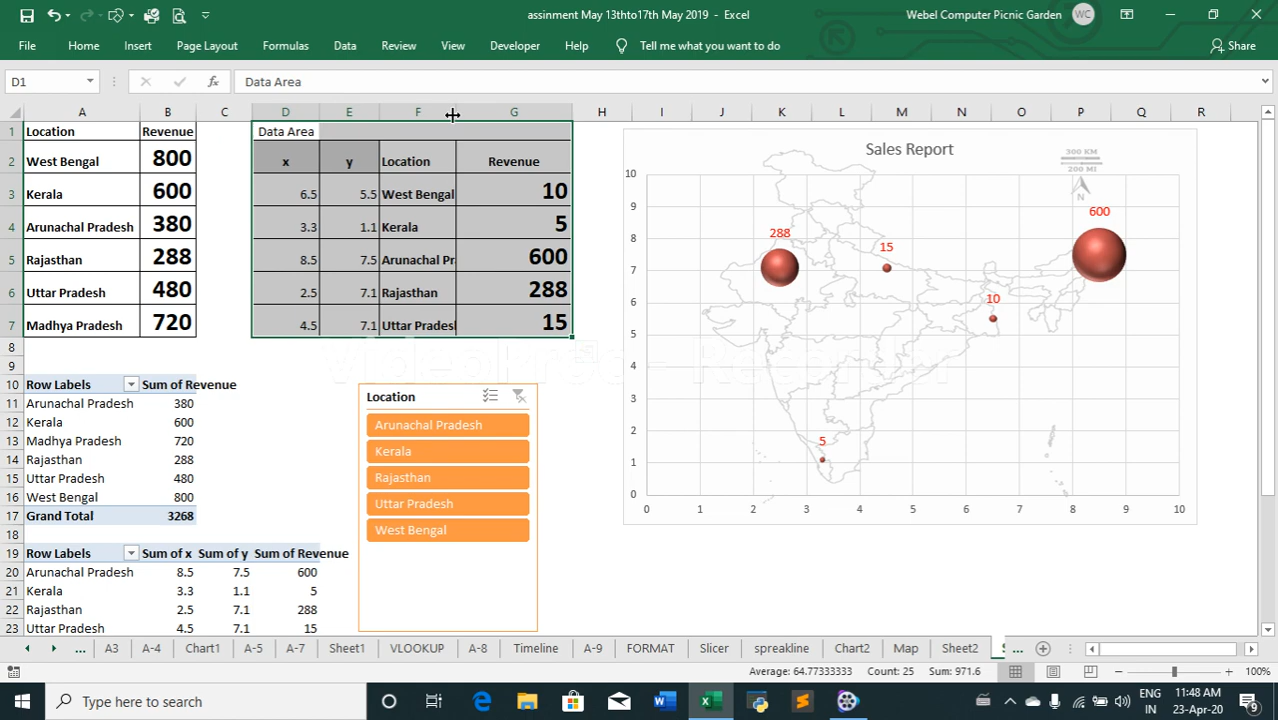 assinment May 13thto17th May 2019 - Excel
Webel Computer Picnic Garden
WC
File Home Insert Page Layout Formulas Data Review View Developer Help Tell me what you want to do Share
D1 fx Data Area
A B C D E F G H I J K L M N O P Q R
1 Location Revenue Data Area
2 West Bengal 800 x y Location Revenue
3 Kerala 600 6.5 5.5 West Bengal 10
4 Arunachal Pradesh 380 3.3 1.1 Kerala 5
5 Rajasthan 288 8.5 7.5 Arunachal Pr 600
6 Uttar Pradesh 480 2.5 7.1 Rajasthan 288
7 Madhya Pradesh 720 4.5 7.1 Uttar Pradesh 15
8
9
10 Row Labels Sum of Revenue
11 Arunachal Pradesh 380
12 Kerala 600
13 Madhya Pradesh 720
14 Rajasthan 288
15 Uttar Pradesh 480
16 West Bengal 800
17 Grand Total 3268
18
19 Row Labels Sum of x Sum of y Sum of Revenue
20 Arunachal Pradesh 8.5 7.5 600
21 Kerala 3.3 1.1 5
22 Rajasthan 2.5 7.1 288
23 Uttar Pradesh 4.5 7.1 15
Location
Arunachal Pradesh
Kerala
Rajasthan
Uttar Pradesh
West Bengal
Sales Report
300 KM
200 MI
N
10
9
8
7
6
5
4
3
2
1
0
600
288
15
10
5
0 1 2 3 4 5 6 7 8 9 10
... A3 A-4 Chart1 A-5 A-7 Sheet1 VLOOKUP A-8 Timeline A-9 FORMAT Slicer spreakline Chart2 Map Sheet2 ...
Average: 64.77333333 Count: 25 Sum: 971.6 100%
Type here to search
ENG
IN
11:48 AM
23-Apr-20
9